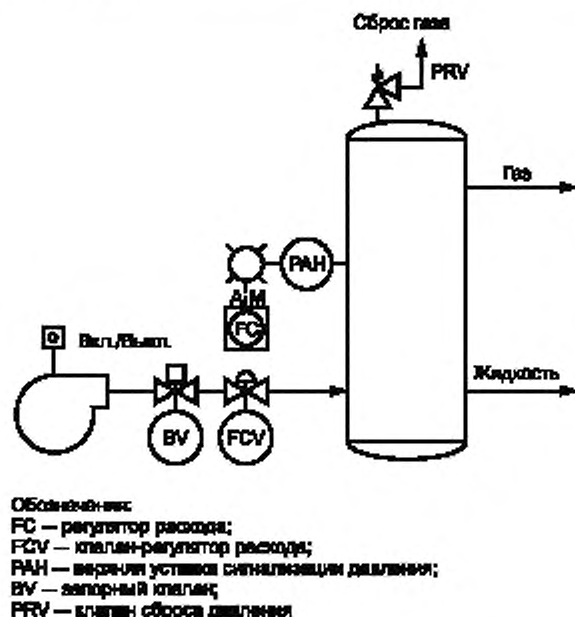 Сброс газа
PRV
Газ
PAH
A/M
FC
Вкл./Выкл.
Жидкость
BV
FCV
Обозначения:
FC — регулятор расхода;
FCV — клапан-регулятор расхода;
PAH — верхняя уставка сигнализации давления;
BV — запорный клапан;
PRV — клапан сброса давления